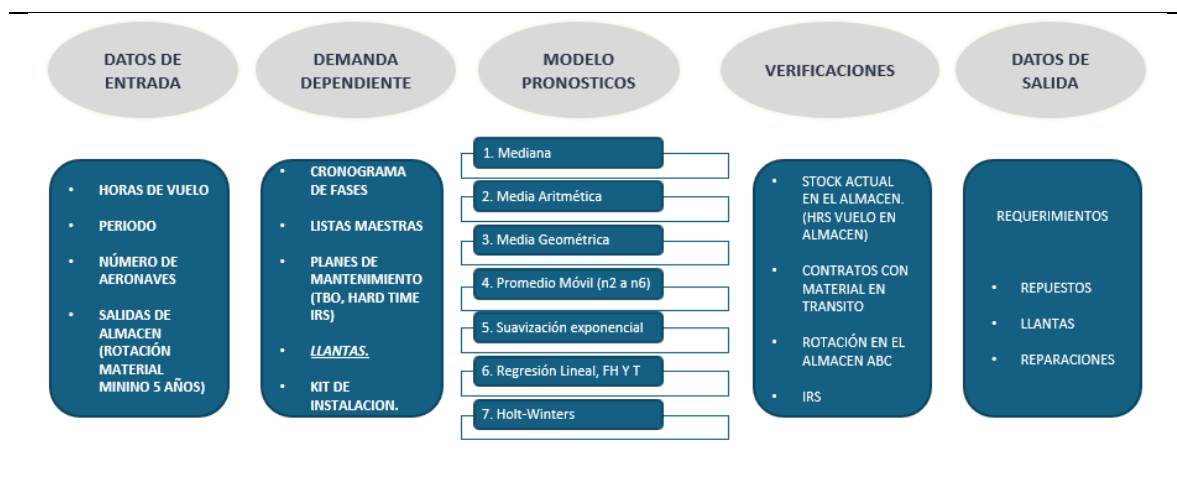 DATOS DE
ENTRADA
DEMANDA
DEPENDIENTE
MODELO
PRONOSTICOS
VERIFICACIONES
DATOS DE
SALIDA
• HORAS DE VUELO
• PERIODO
• NÚMERO DE
AERONAVES
• SALIDAS DE
ALMACEN
(ROTACIÓN
MATERIAL
MININO 5 AÑOS)
• CRONOGRAMA
DE FASES
• LISTAS MAESTRAS
• PLANES DE
MANTENIMIENTO
(TBO, HARD TIME
IRS)
• LLANTAS.
• KIT DE
INSTALACION.
1. Mediana
2. Media Aritmética
3. Media Geométrica
4. Promedio Móvil (n2 a n6)
5. Suavización exponencial
6. Regresión Lineal, FH Y T
7. Holt-Winters
• STOCK ACTUAL
EN EL ALMACEN.
(HRS VUELO EN
ALMACEN)
• CONTRATOS CON
MATERIAL EN
TRANSITO
• ROTACIÓN EN EL
ALMACEN ABC
• IRS
REQUERIMIENTOS
• REPUESTOS
• LLANTAS
• REPARACIONES